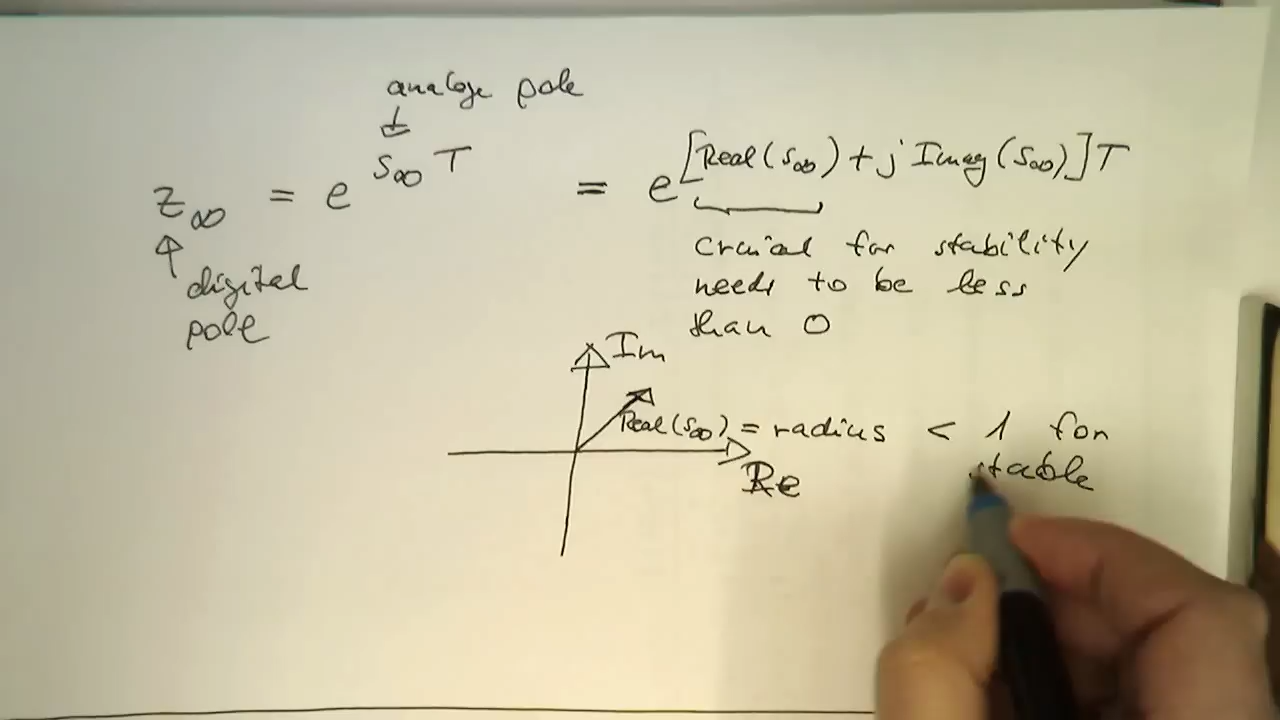 analoge pole
z∞ = e^{s∞ T} = e^{[Real(s∞) + j Imag(s∞)]T}
digital
pole
crucial for stability
needs to be less
than 0
Im
Real(s∞) = radius < 1 for
stable
Re